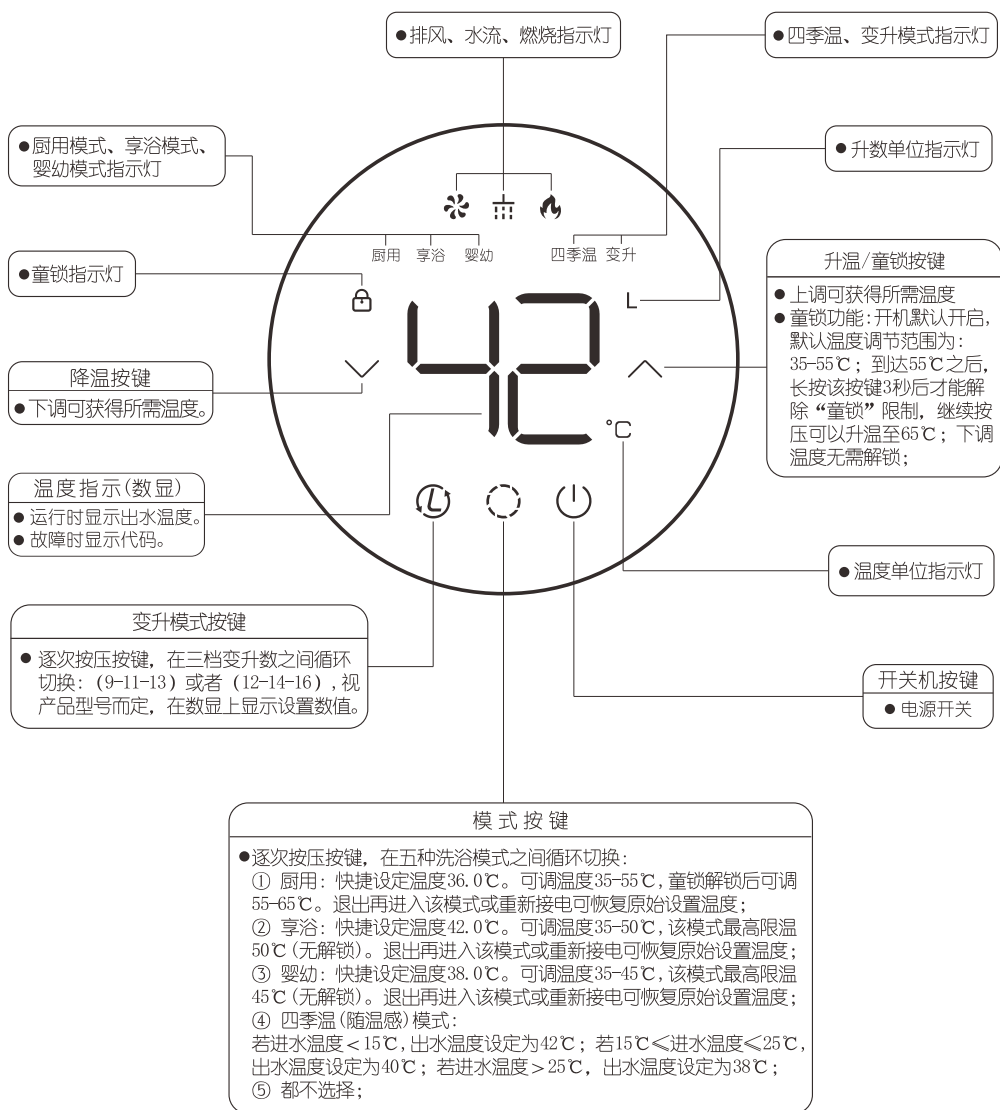 ●排风、水流、燃烧指示灯
●四季温、变升模式指示灯
●厨用模式、享浴模式、
婴幼模式指示灯
●升数单位指示灯
厨用 享浴 婴幼
四季温 变升
●童锁指示灯
L
42
℃
升温/童锁按键
●上调可获得所需温度
●童锁功能:开机默认开启,
默认温度调节范围为:
35-55℃; 到达55℃之后,
长按该按键3秒后才能解
除“童锁”限制, 继续按
压可以升温至65℃; 下调
温度无需解锁;
降温按键
●下调可获得所需温度。
温度指示(数显)
●运行时显示出水温度。
●故障时显示代码。
L
●温度单位指示灯
变升模式按键
●逐次按压按键, 在三档变升数之间循环
切换: (9-11-13) 或者 (12-14-16) ,视
产品型号而定, 在数显上显示设置数值。
开关机按键
●电源开关
模式按键
●逐次按压按键, 在五种洗浴模式之间循环切换:
① 厨用: 快捷设定温度36.0℃。可调温度35-55℃,童锁解锁后可调
55-65℃。退出再进入该模式或重新接电可恢复原始设置温度;
② 享浴: 快捷设定温度42.0℃。可调温度35-50℃,该模式最高限温
50℃(无解锁)。退出再进入该模式或重新接电可恢复原始设置温度;
③ 婴幼: 快捷设定温度38.0℃。可调温度35-45℃,该模式最高限温
45℃(无解锁)。退出再进入该模式或重新接电可恢复原始设置温度;
④ 四季温(随温感)模式:
若进水温度<15℃,出水温度设定为42℃; 若15℃≤进水温度≤25℃,
出水温度设定为40℃; 若进水温度>25℃, 出水温度设定为38℃;
⑤ 都不选择;